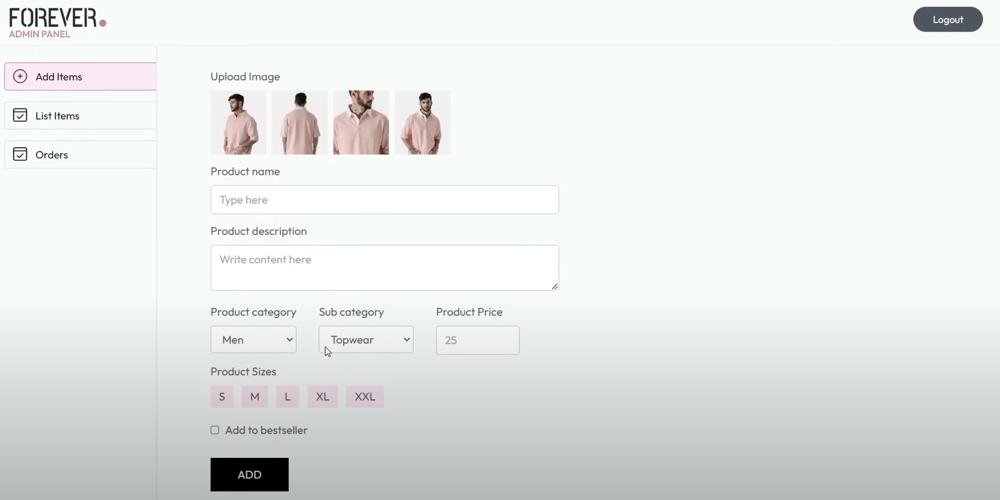 FOREVER.
ADMIN PANEL
Logout
Add Items
List Items
Orders
Upload Image
Product name
Type here
Product description
Write content here
Product category
Sub category
Product Price
Men
Topwear
25
Product Sizes
S M L XL XXL
Add to bestseller
ADD